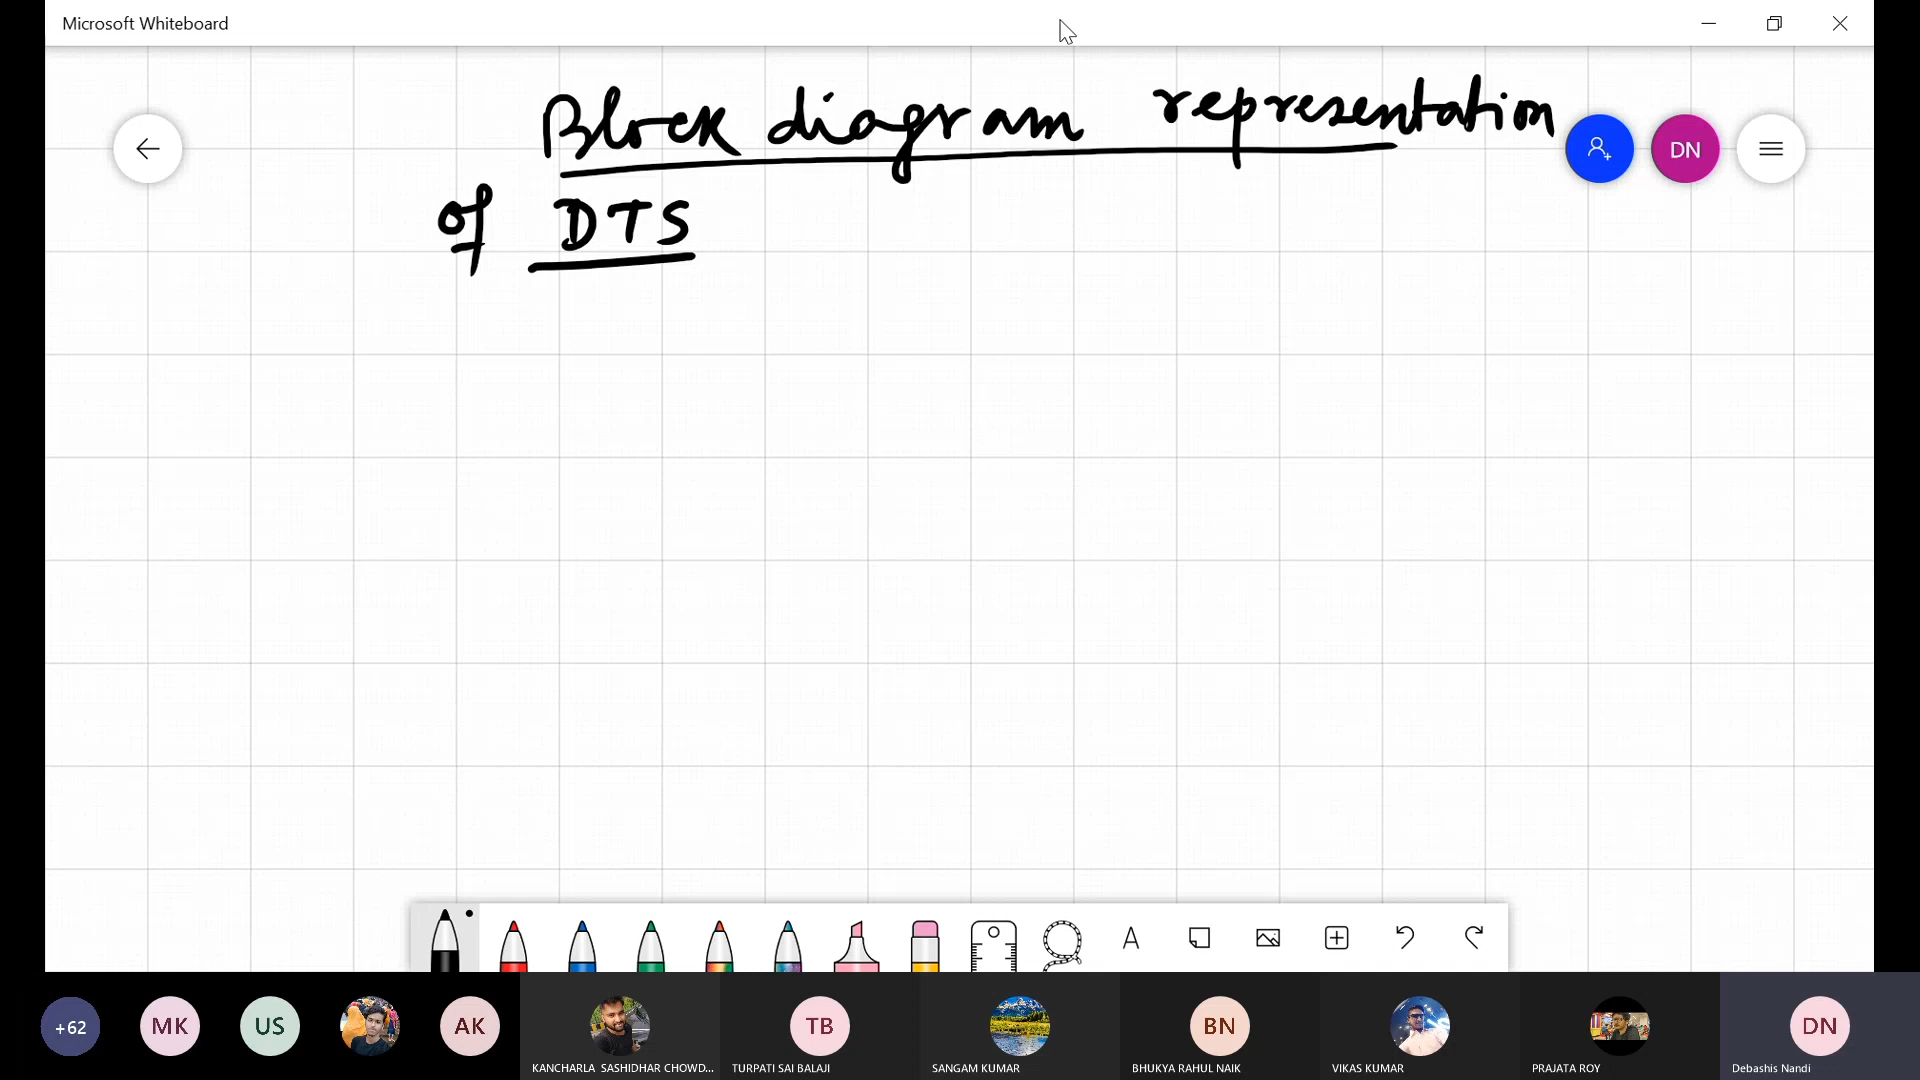 Microsoft Whiteboard
Block diagram representation
of DTS
DN
A
+62
MK
US
AK
TB
BN
DN
KANCHARLA SASHIDHAR CHOWD...
TURPATI SAI BALAJI
SANGAM KUMAR
BHUKYA RAHUL NAIK
VIKAS KUMAR
PRAJATA ROY
Debashis Nandi